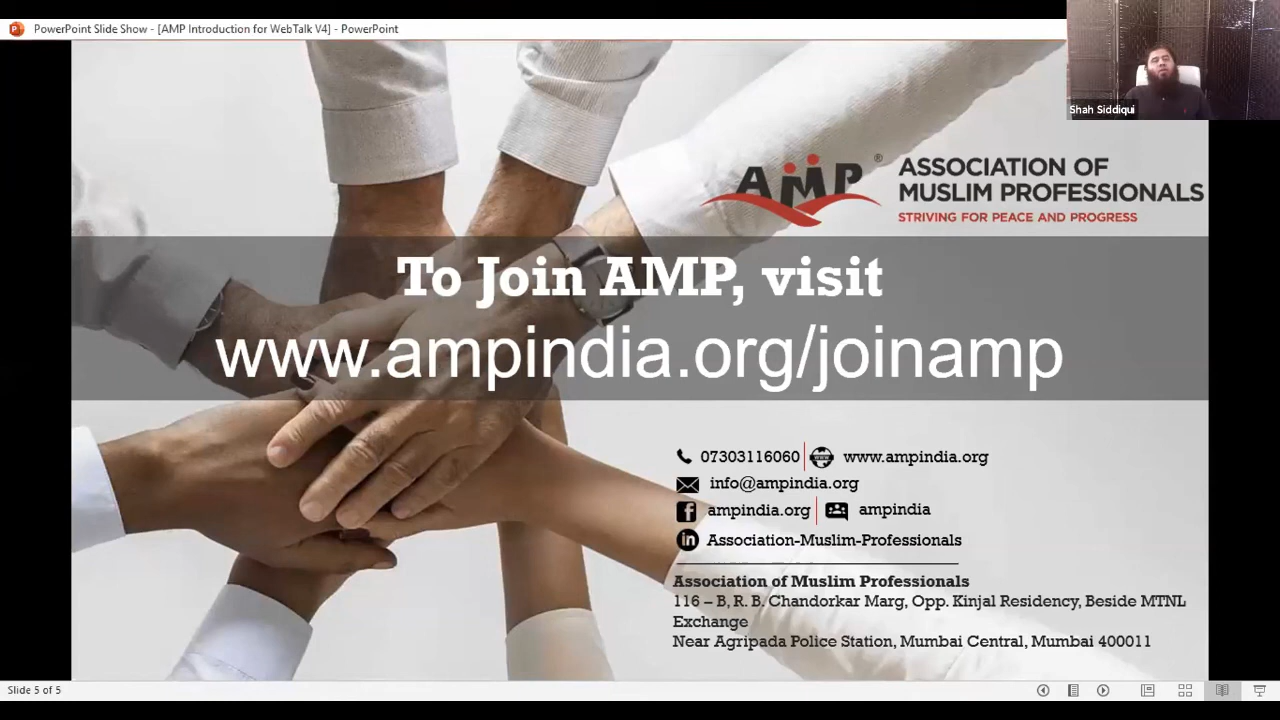 PowerPoint Slide Show - [AMP Introduction for WebTalk V4] - PowerPoint
Shah Siddiqui
AMP ®
ASSOCIATION OF
MUSLIM PROFESSIONALS
STRIVING FOR PEACE AND PROGRESS
To Join AMP, visit
www.ampindia.org/joinamp
07303116060 www.ampindia.org
info@ampindia.org
ampindia.org ampindia
Association-Muslim-Professionals
Association of Muslim Professionals
116 – B, R. B. Chandorkar Marg, Opp. Kinjal Residency, Beside MTNL
Exchange
Near Agripada Police Station, Mumbai Central, Mumbai 400011
Slide 5 of 5